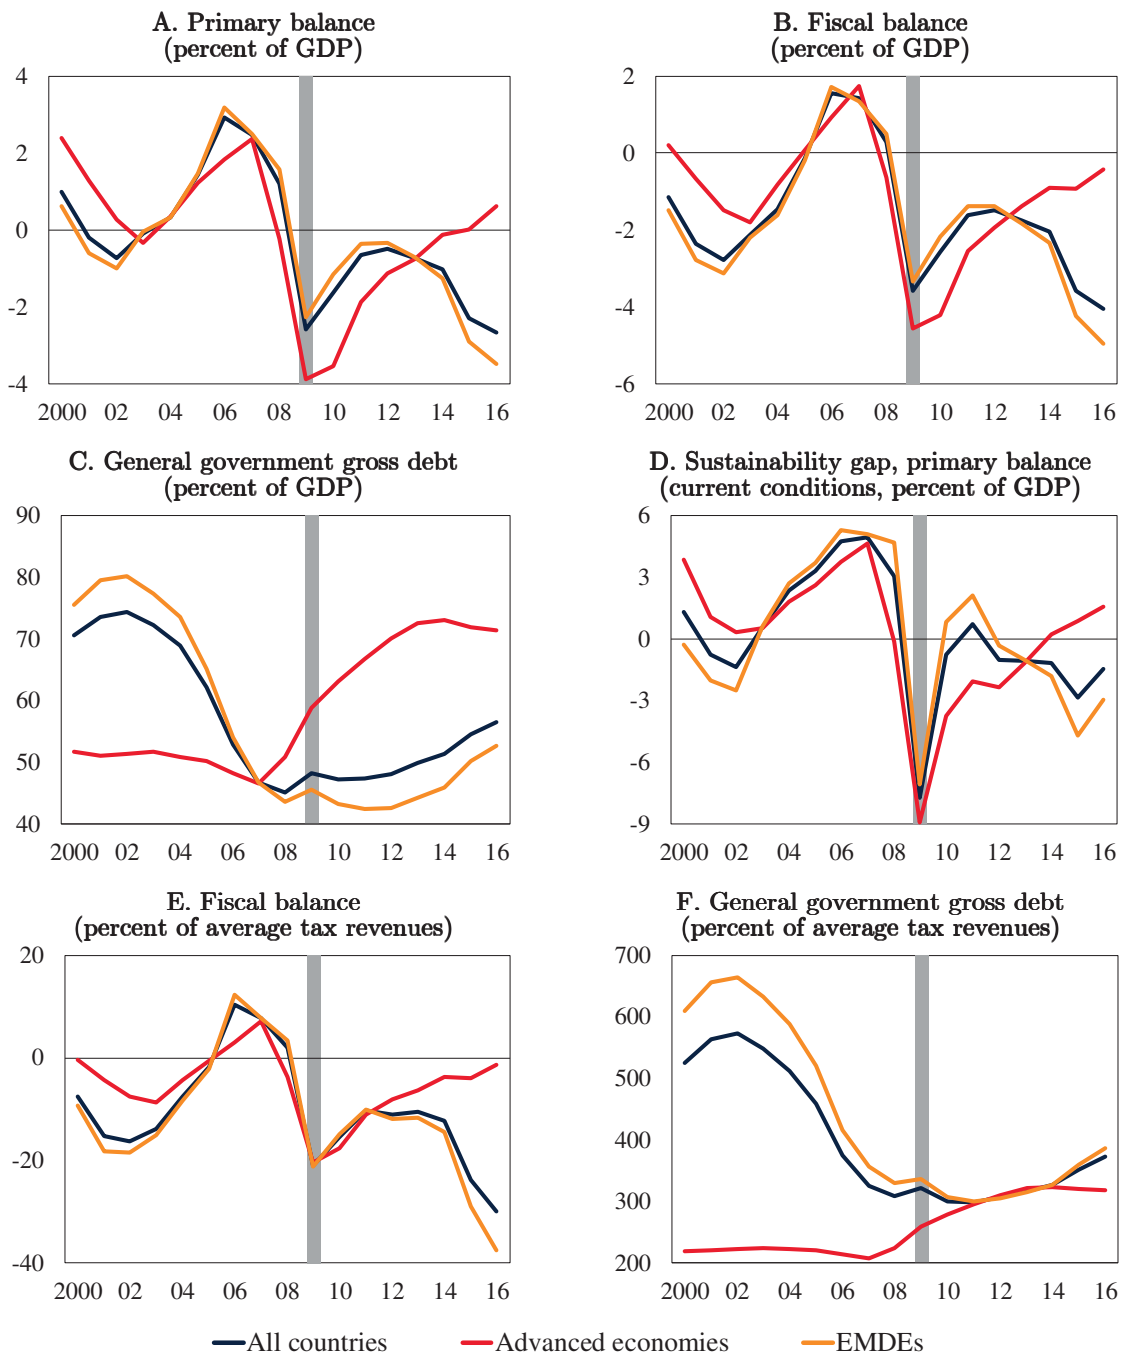 A. Primary balance
(percent of GDP)
4
2
0
-2
-4
2000 02 04 06 08 10 12 14 16
B. Fiscal balance
(percent of GDP)
2
0
-2
-4
-6
2000 02 04 06 08 10 12 14 16
C. General government gross debt
(percent of GDP)
90
80
70
60
50
40
2000 02 04 06 08 10 12 14 16
D. Sustainability gap, primary balance
(current conditions, percent of GDP)
6
3
0
-3
-6
-9
2000 02 04 06 08 10 12 14 16
E. Fiscal balance
(percent of average tax revenues)
20
0
-20
-40
2000 02 04 06 08 10 12 14 16
F. General government gross debt
(percent of average tax revenues)
700
600
500
400
300
200
2000 02 04 06 08 10 12 14 16
All countries Advanced economies EMDEs